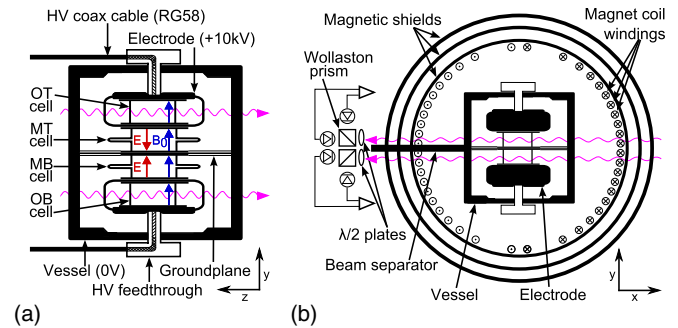 HV coax cable (RG58)
Electrode (+10kV)
OT
cell
MT
cell
MB
cell
OB
cell
E
B₀
E
Vessel (0V)
Groundplane
HV feedthrough
y
z
(a)
Magnetic shields
Magnet coil
windings
Wollaston
prism
λ/2 plates
Beam separator
Vessel
Electrode
y
x
(b)